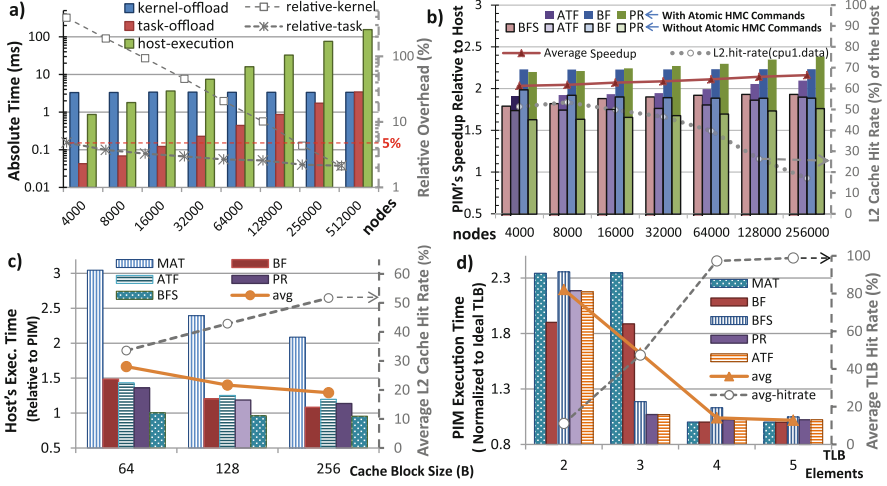 a)
kernel-offload
relative-kernel
task-offload
relative-task
host-execution
Absolute Time (ms)
100
10
1
0.1
0.01
Relative Overhead (%)
100
10
1
5%
4000 8000 16000 32000 64000 128000 256000 512000
nodes
b)
ATF BF PR With Atomic HMC Commands
BFS ATF BF PR Without Atomic HMC Commands
Average Speedup
L2.hit-rate(cpu1.data)
PIM's Speedup Relative to Host
2.5
2
1.5
1
0.5
L2 Cache Hit Rate (%) of the Host
100
90
80
70
60
50
40
30
20
10
0
nodes
4000 8000 16000 32000 64000 128000 256000
c)
MAT BF
ATF PR
BFS avg
Host's Exec. Time
(Relative to PIM)
3
2.5
2
1.5
1
0.5
Average L2 Cache Hit Rate (%)
60
50
40
30
20
10
0
64 128 256
Cache Block Size (B)
d)
MAT
BF
BFS
PR
ATF
avg
avg-hitrate
PIM Execution Time
( Normalized to Ideal TLB)
2.3
1.8
1.3
0.8
Average TLB Hit Rate (%)
100
90
80
70
60
50
40
30
20
10
0
2 3 4 5
TLB
Elements